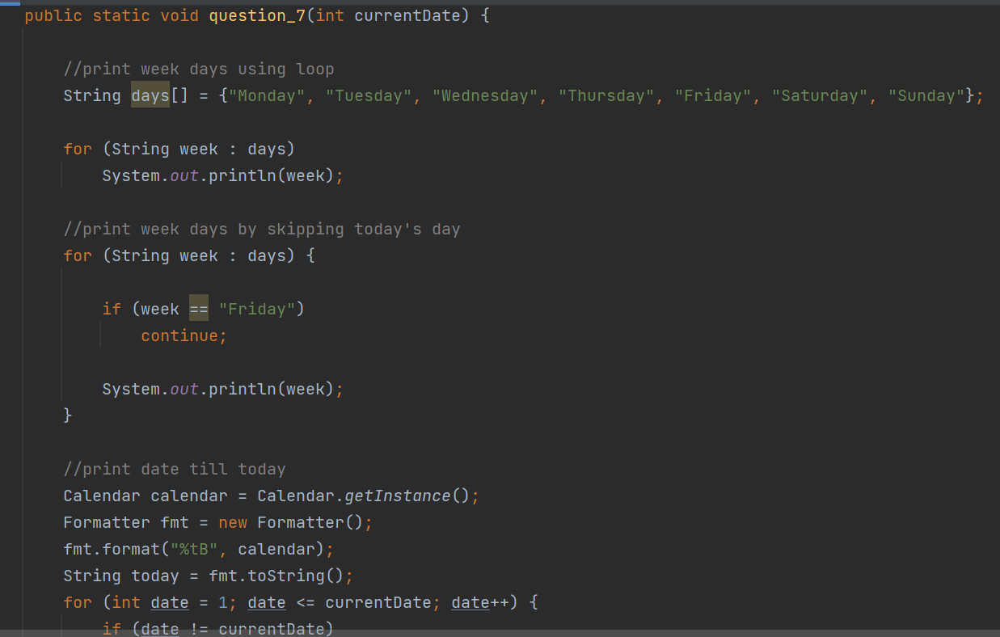 public static void question_7(int currentDate) {
//print week days using loop
String days[] = {"Monday", "Tuesday", "Wednesday", "Thursday", "Friday", "Saturday", "Sunday"};
for (String week : days)
System.out.println(week);
//print week days by skipping today's day
for (String week : days) {
if (week == "Friday")
continue;
System.out.println(week);
}
//print date till today
Calendar calendar = Calendar.getInstance();
Formatter fmt = new Formatter();
fmt.format("%tB", calendar);
String today = fmt.toString();
for (int date = 1; date <= currentDate; date++) {
if (date != currentDate)